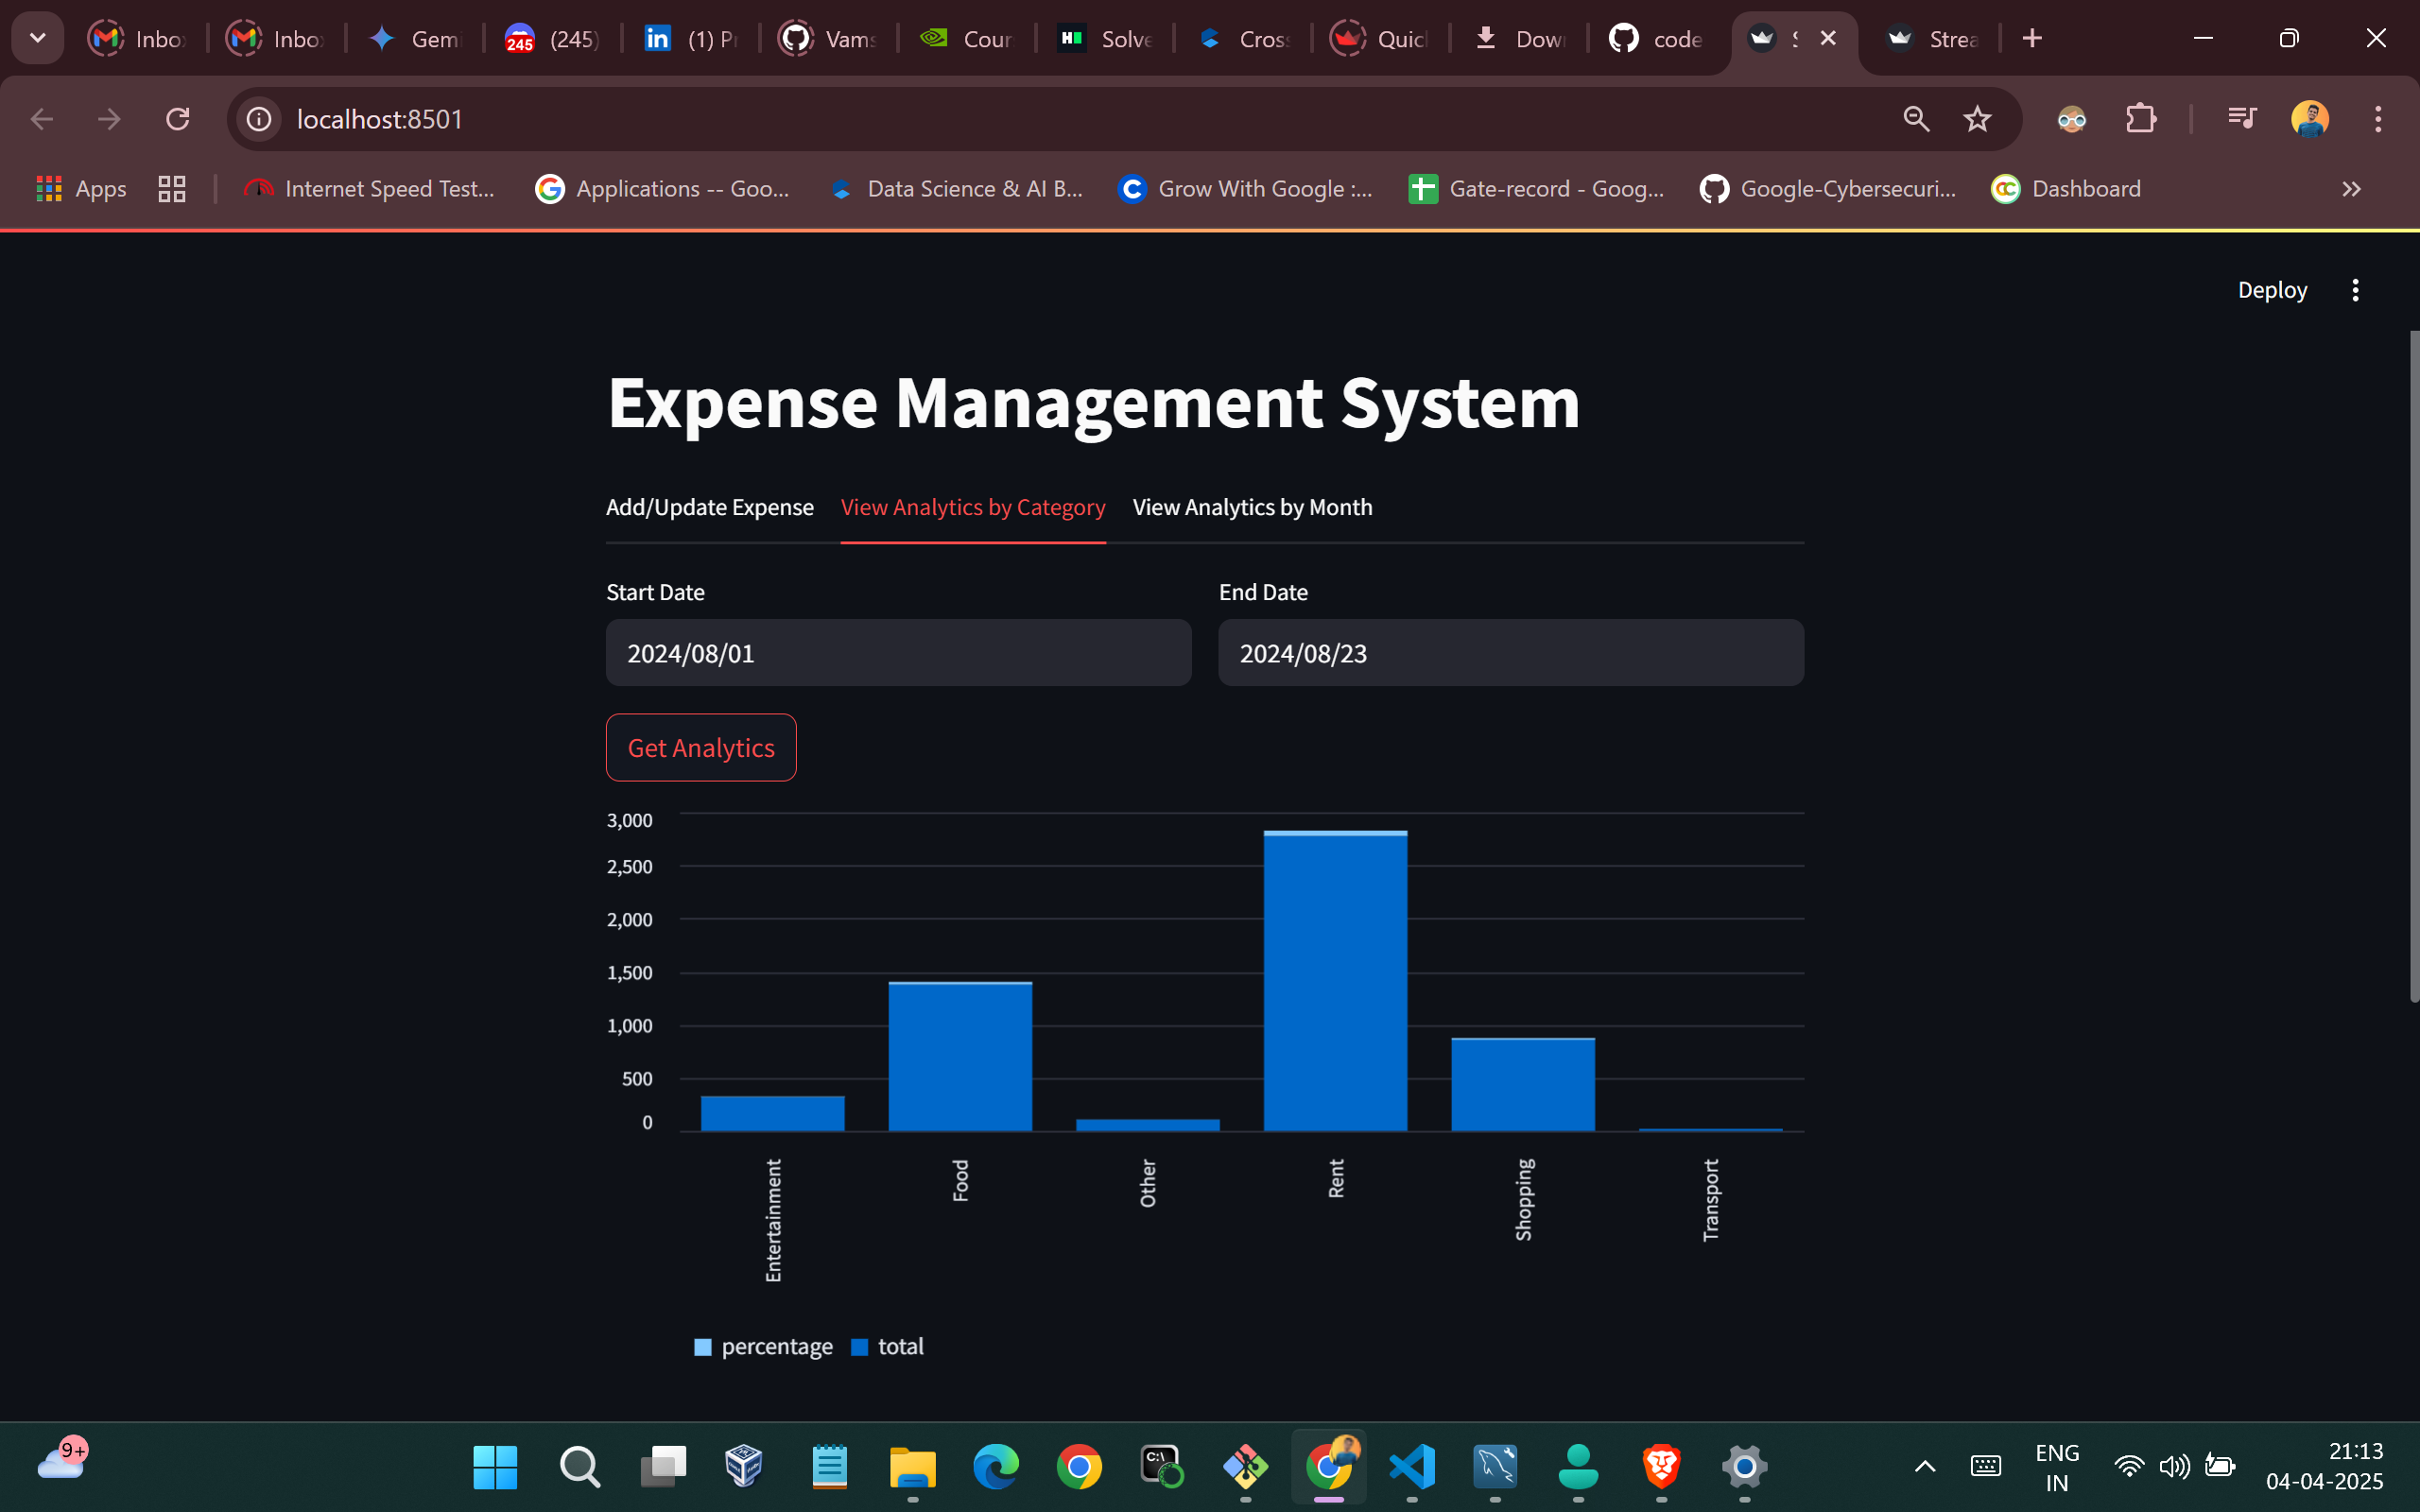 Inbo
Inbo
Gemi
245
(245)
(1) P
Vams
Cour
Solve
Cros
Quic
Dow
code
Strea
localhost:8501
Apps
Internet Speed Test...
Applications -- Goo...
Data Science & AI B...
Grow With Google :...
Gate-record - Goog...
Google-Cybersecuri...
Dashboard
Deploy
Expense Management System
Add/Update Expense
View Analytics by Category
View Analytics by Month
Start Date
End Date
2024/08/01
2024/08/23
Get Analytics
3,000
2,500
2,000
1,500
1,000
500
0
Entertainment
Food
Other
Rent
Shopping
Transport
percentage
total
9+
ENG
IN
21:13
04-04-2025